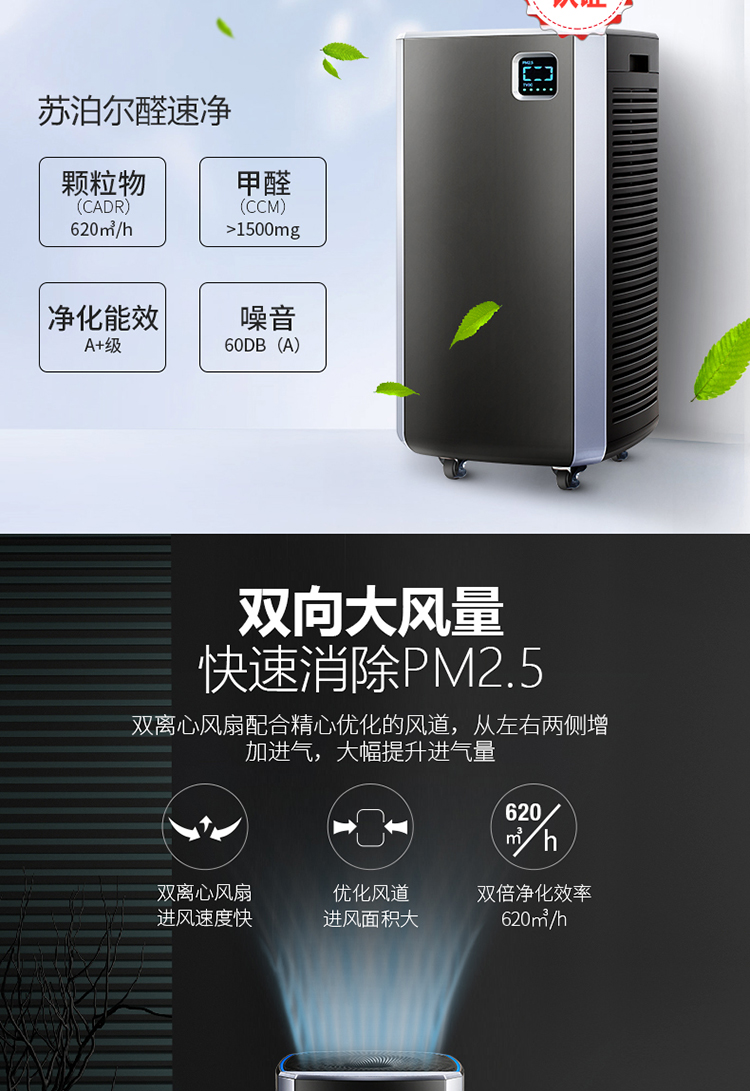 认证
苏泊尔醛速净
颗粒物
（CADR）
620㎥/h
甲醛
（CCM）
>1500mg
净化能效
A+级
噪音
60DB（A）
PM2.5
双向大风量
快速消除PM2.5
双离心风扇配合精心优化的风道，从左右两侧增
加进气，大幅提升进气量
620
㎥/h
双离心风扇
进风速度快
优化风道
进风面积大
双倍净化效率
620㎥/h